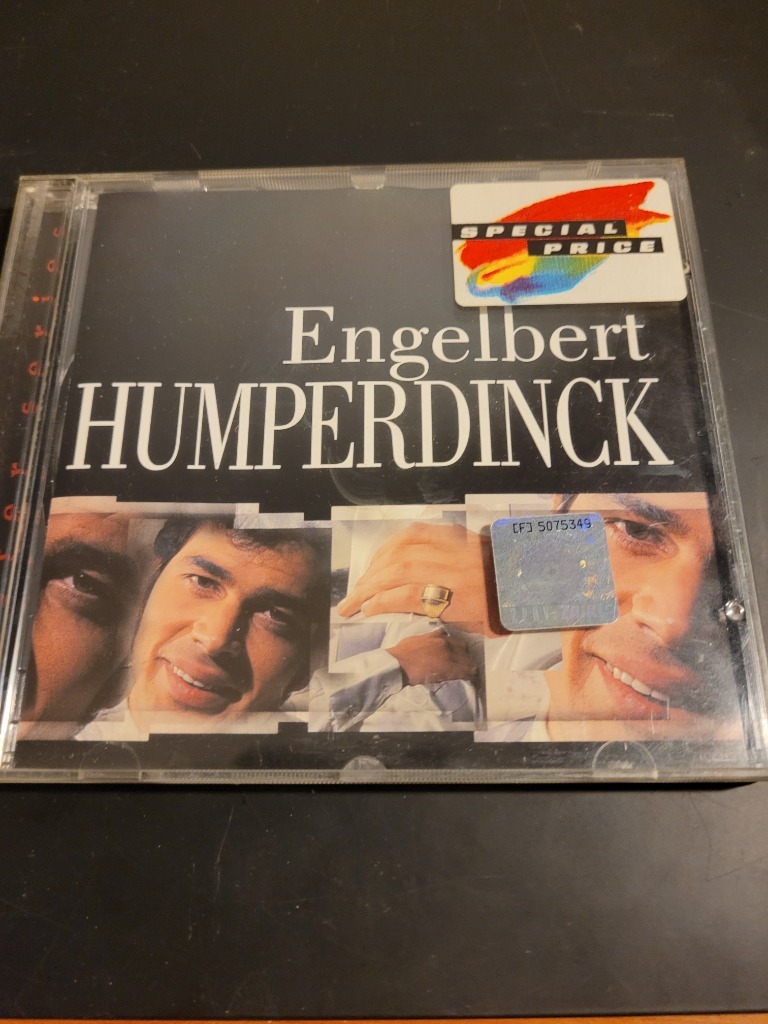 SPECIAL
PRICE
Engelbert
HUMPERDINCK
[F] 5075349